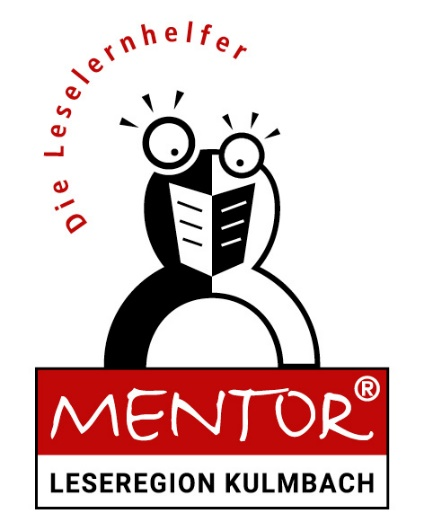 Die Leselernhelfer
MENTOR®
LESEREGION KULMBACH